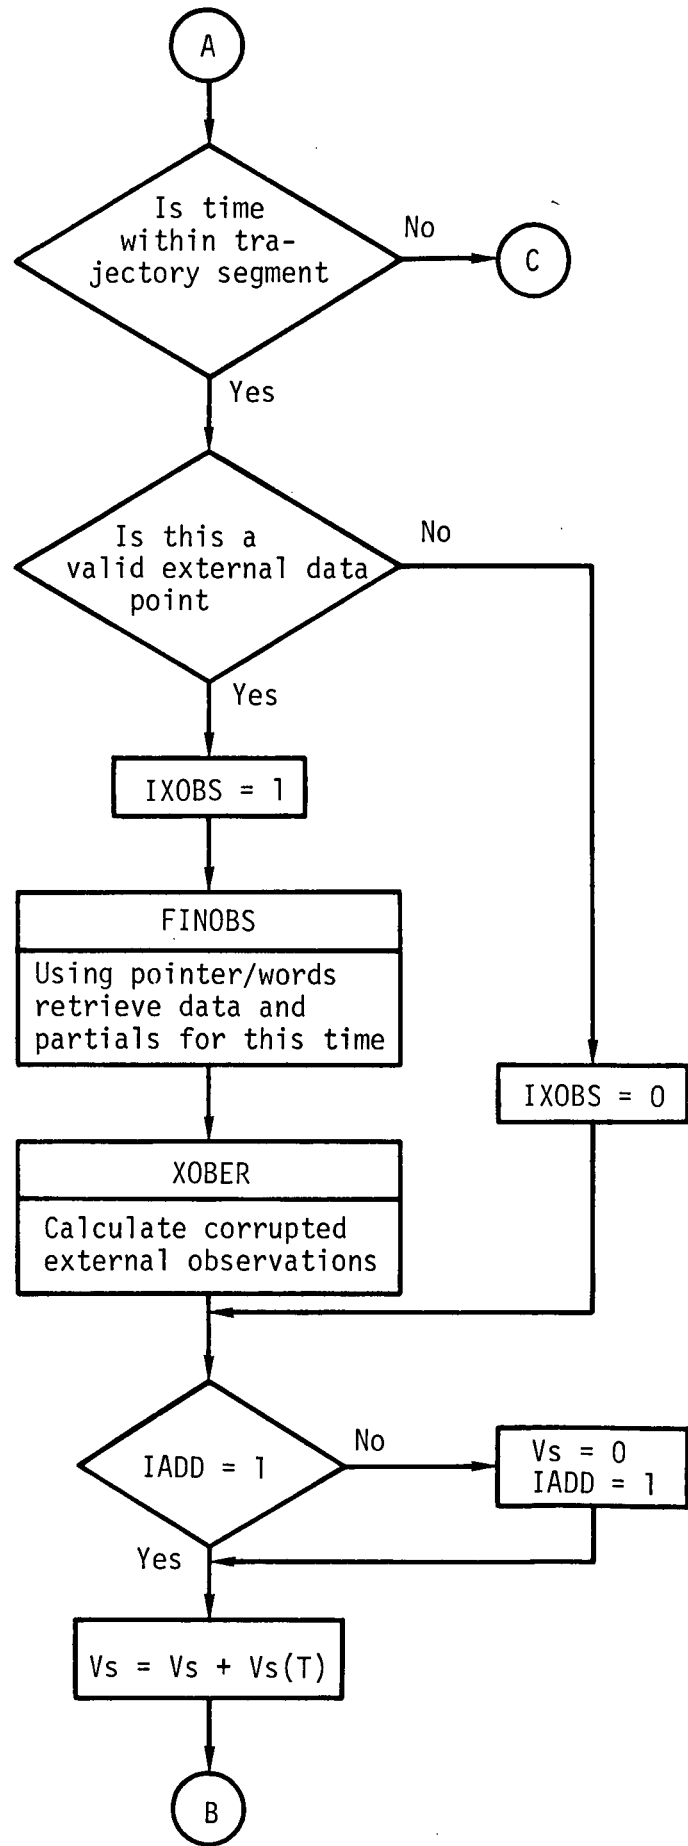 A
Is time
within tra-
jectory segment
No
C
Yes
Is this a
valid external data
point
No
Yes
IXOBS = 1
FINOBS
Using pointer/words
retrieve data and
partials for this time
IXOBS = 0
XOBER
Calculate corrupted
external observations
IADD = 1
No
Vs = 0
IADD = 1
Yes
Vs = Vs + Vs(T)
B